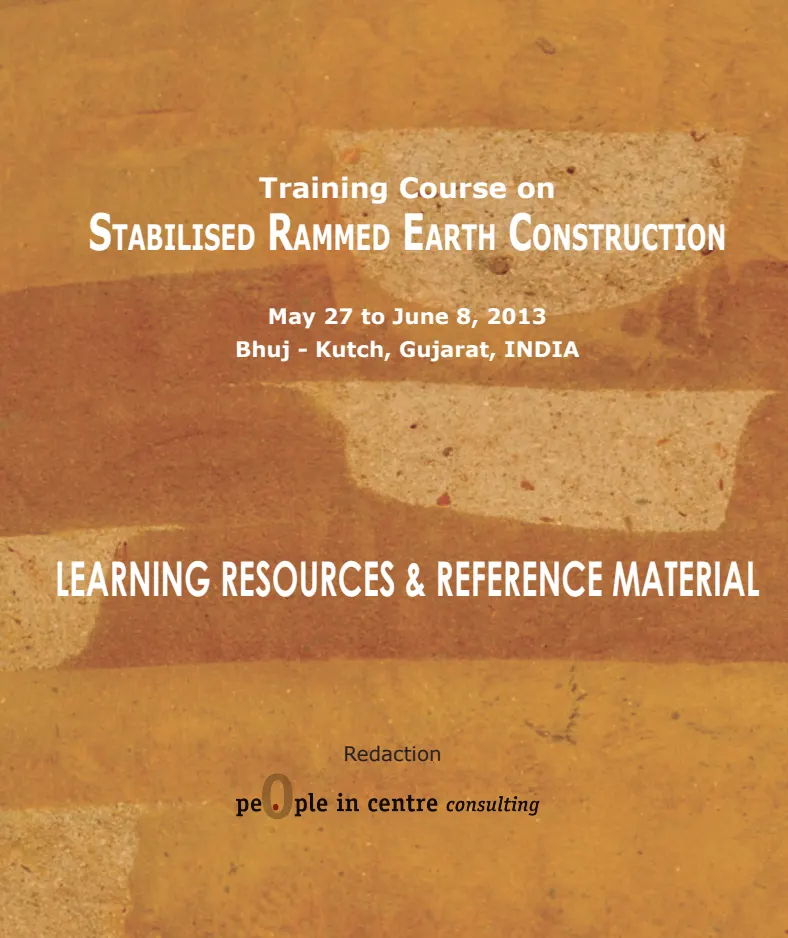 Training Course on
STABILISED RAMMED EARTH CONSTRUCTION
May 27 to June 8, 2013
Bhuj - Kutch, Gujarat, INDIA
LEARNING RESOURCES & REFERENCE MATERIAL
Redaction
peOple in centre consulting